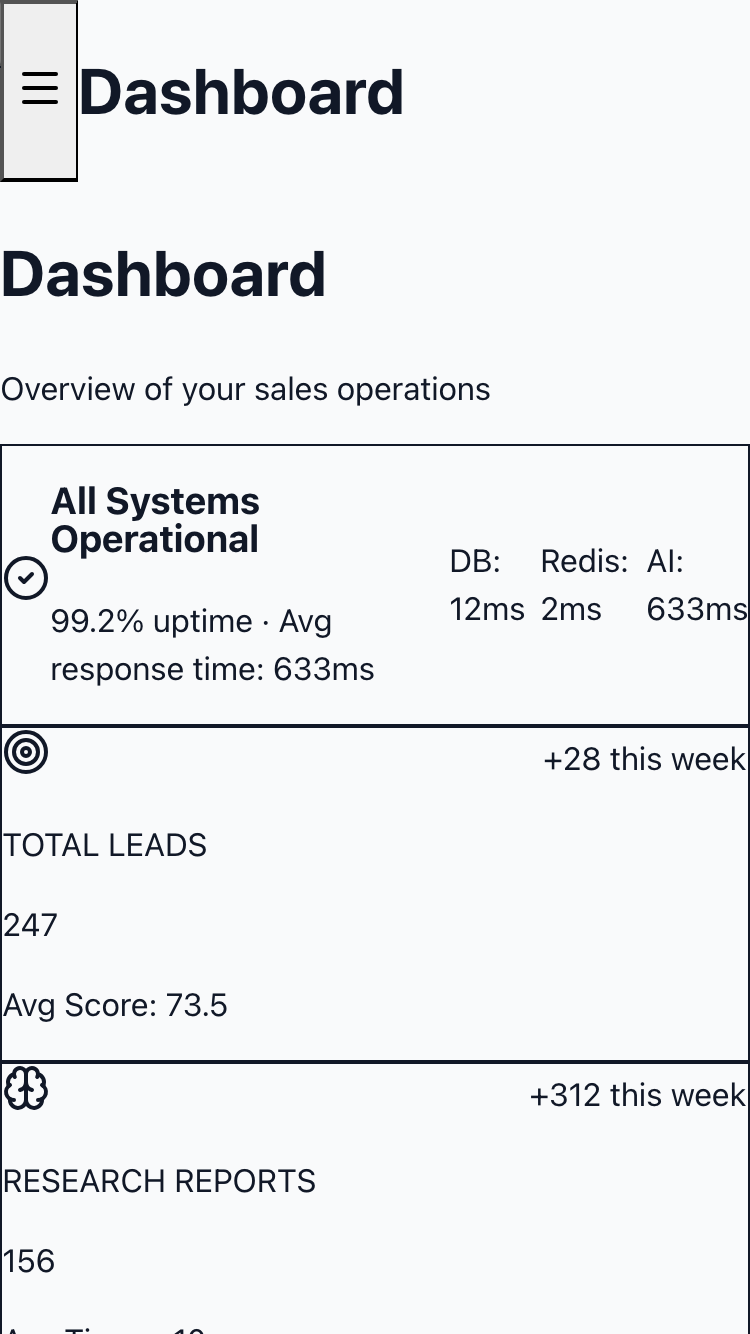 Dashboard
Dashboard
Overview of your sales operations
All Systems
Operational
99.2% uptime · Avg
response time: 633ms
DB:
12ms
Redis:
2ms
AI:
633ms
+28 this week
TOTAL LEADS
247
Avg Score: 73.5
+312 this week
RESEARCH REPORTS
156